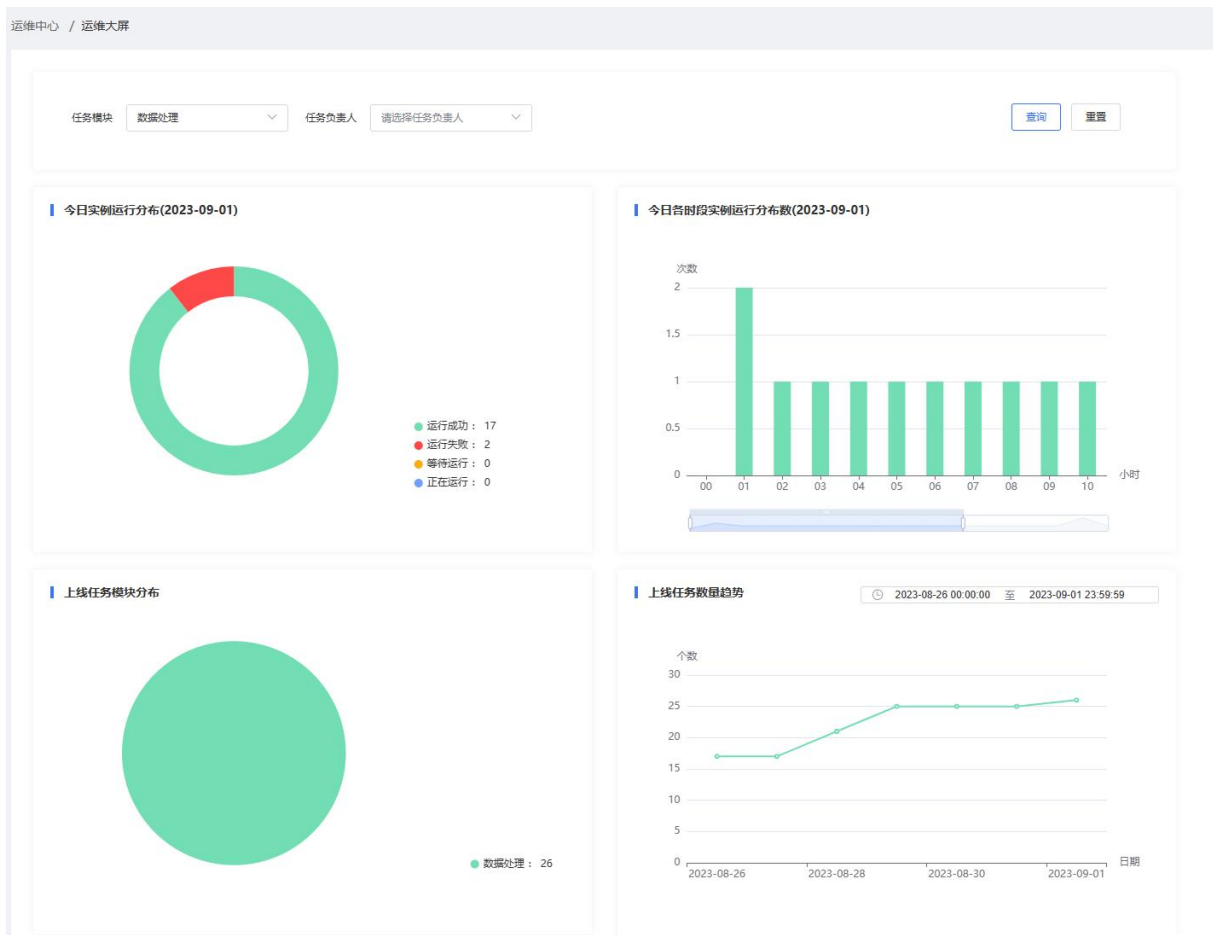 运维中心 / 运维大屏
任务模块 数据处理 任务负责人 请选择任务负责人 查询 重置
今日实例运行分布(2023-09-01)
运行成功： 17
运行失败： 2
等待运行： 0
正在运行： 0
今日各时段实例运行分布数(2023-09-01)
次数
2
1.5
1
0.5
0
00 01 02 03 04 05 06 07 08 09 10 小时
上线任务模块分布
数据处理： 26
上线任务数量趋势 2023-08-26 00:00:00 至 2023-09-01 23:59:59
个数
30
25
20
15
10
5
0
2023-08-26 2023-08-28 2023-08-30 2023-09-01 日期